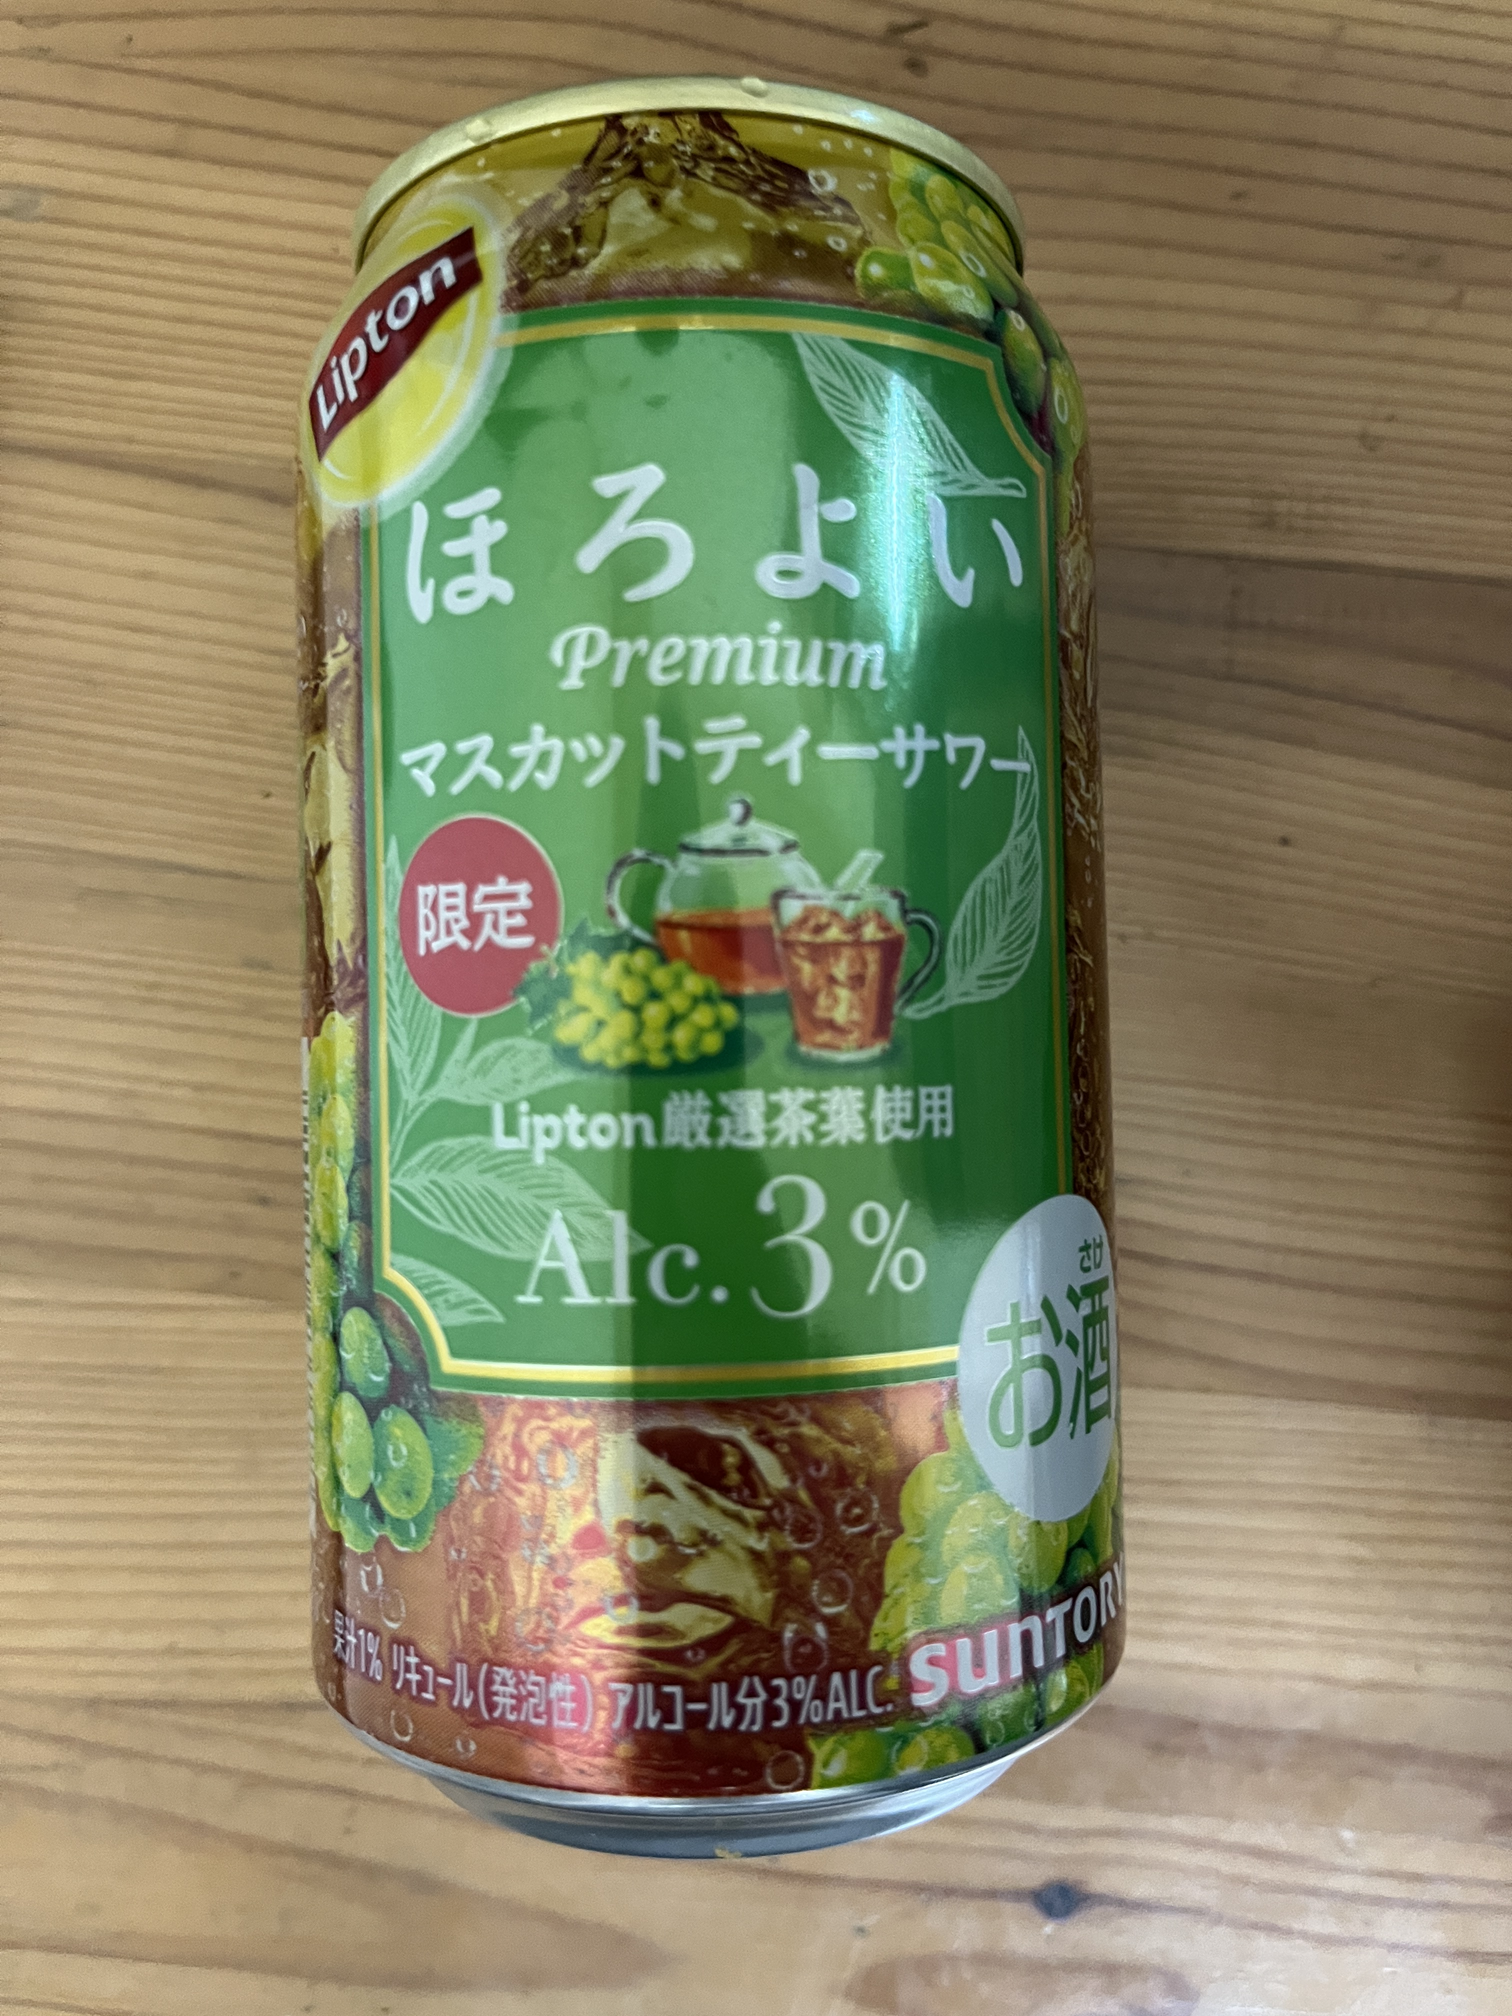 Lipton
ほろよい
Premium
マスカットティーサワー
限定
Lipton厳選茶葉使用
Alc.3%
さけ
お酒
果汁1% リキュール(発泡性) アルコール分3%ALC.
SUNTORY